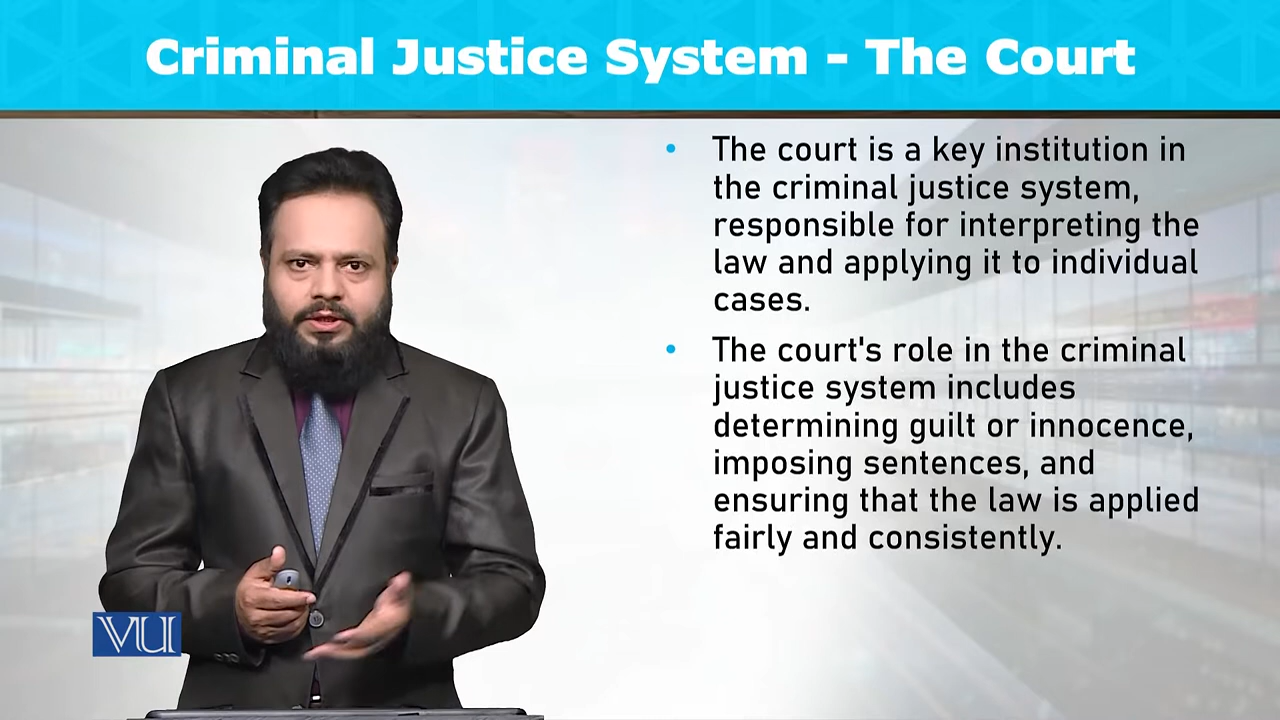 Criminal Justice System - The Court
• The court is a key institution in
the criminal justice system,
responsible for interpreting the
law and applying it to individual
cases.
• The court's role in the criminal
justice system includes
determining guilt or innocence,
imposing sentences, and
ensuring that the law is applied
fairly and consistently.
VU